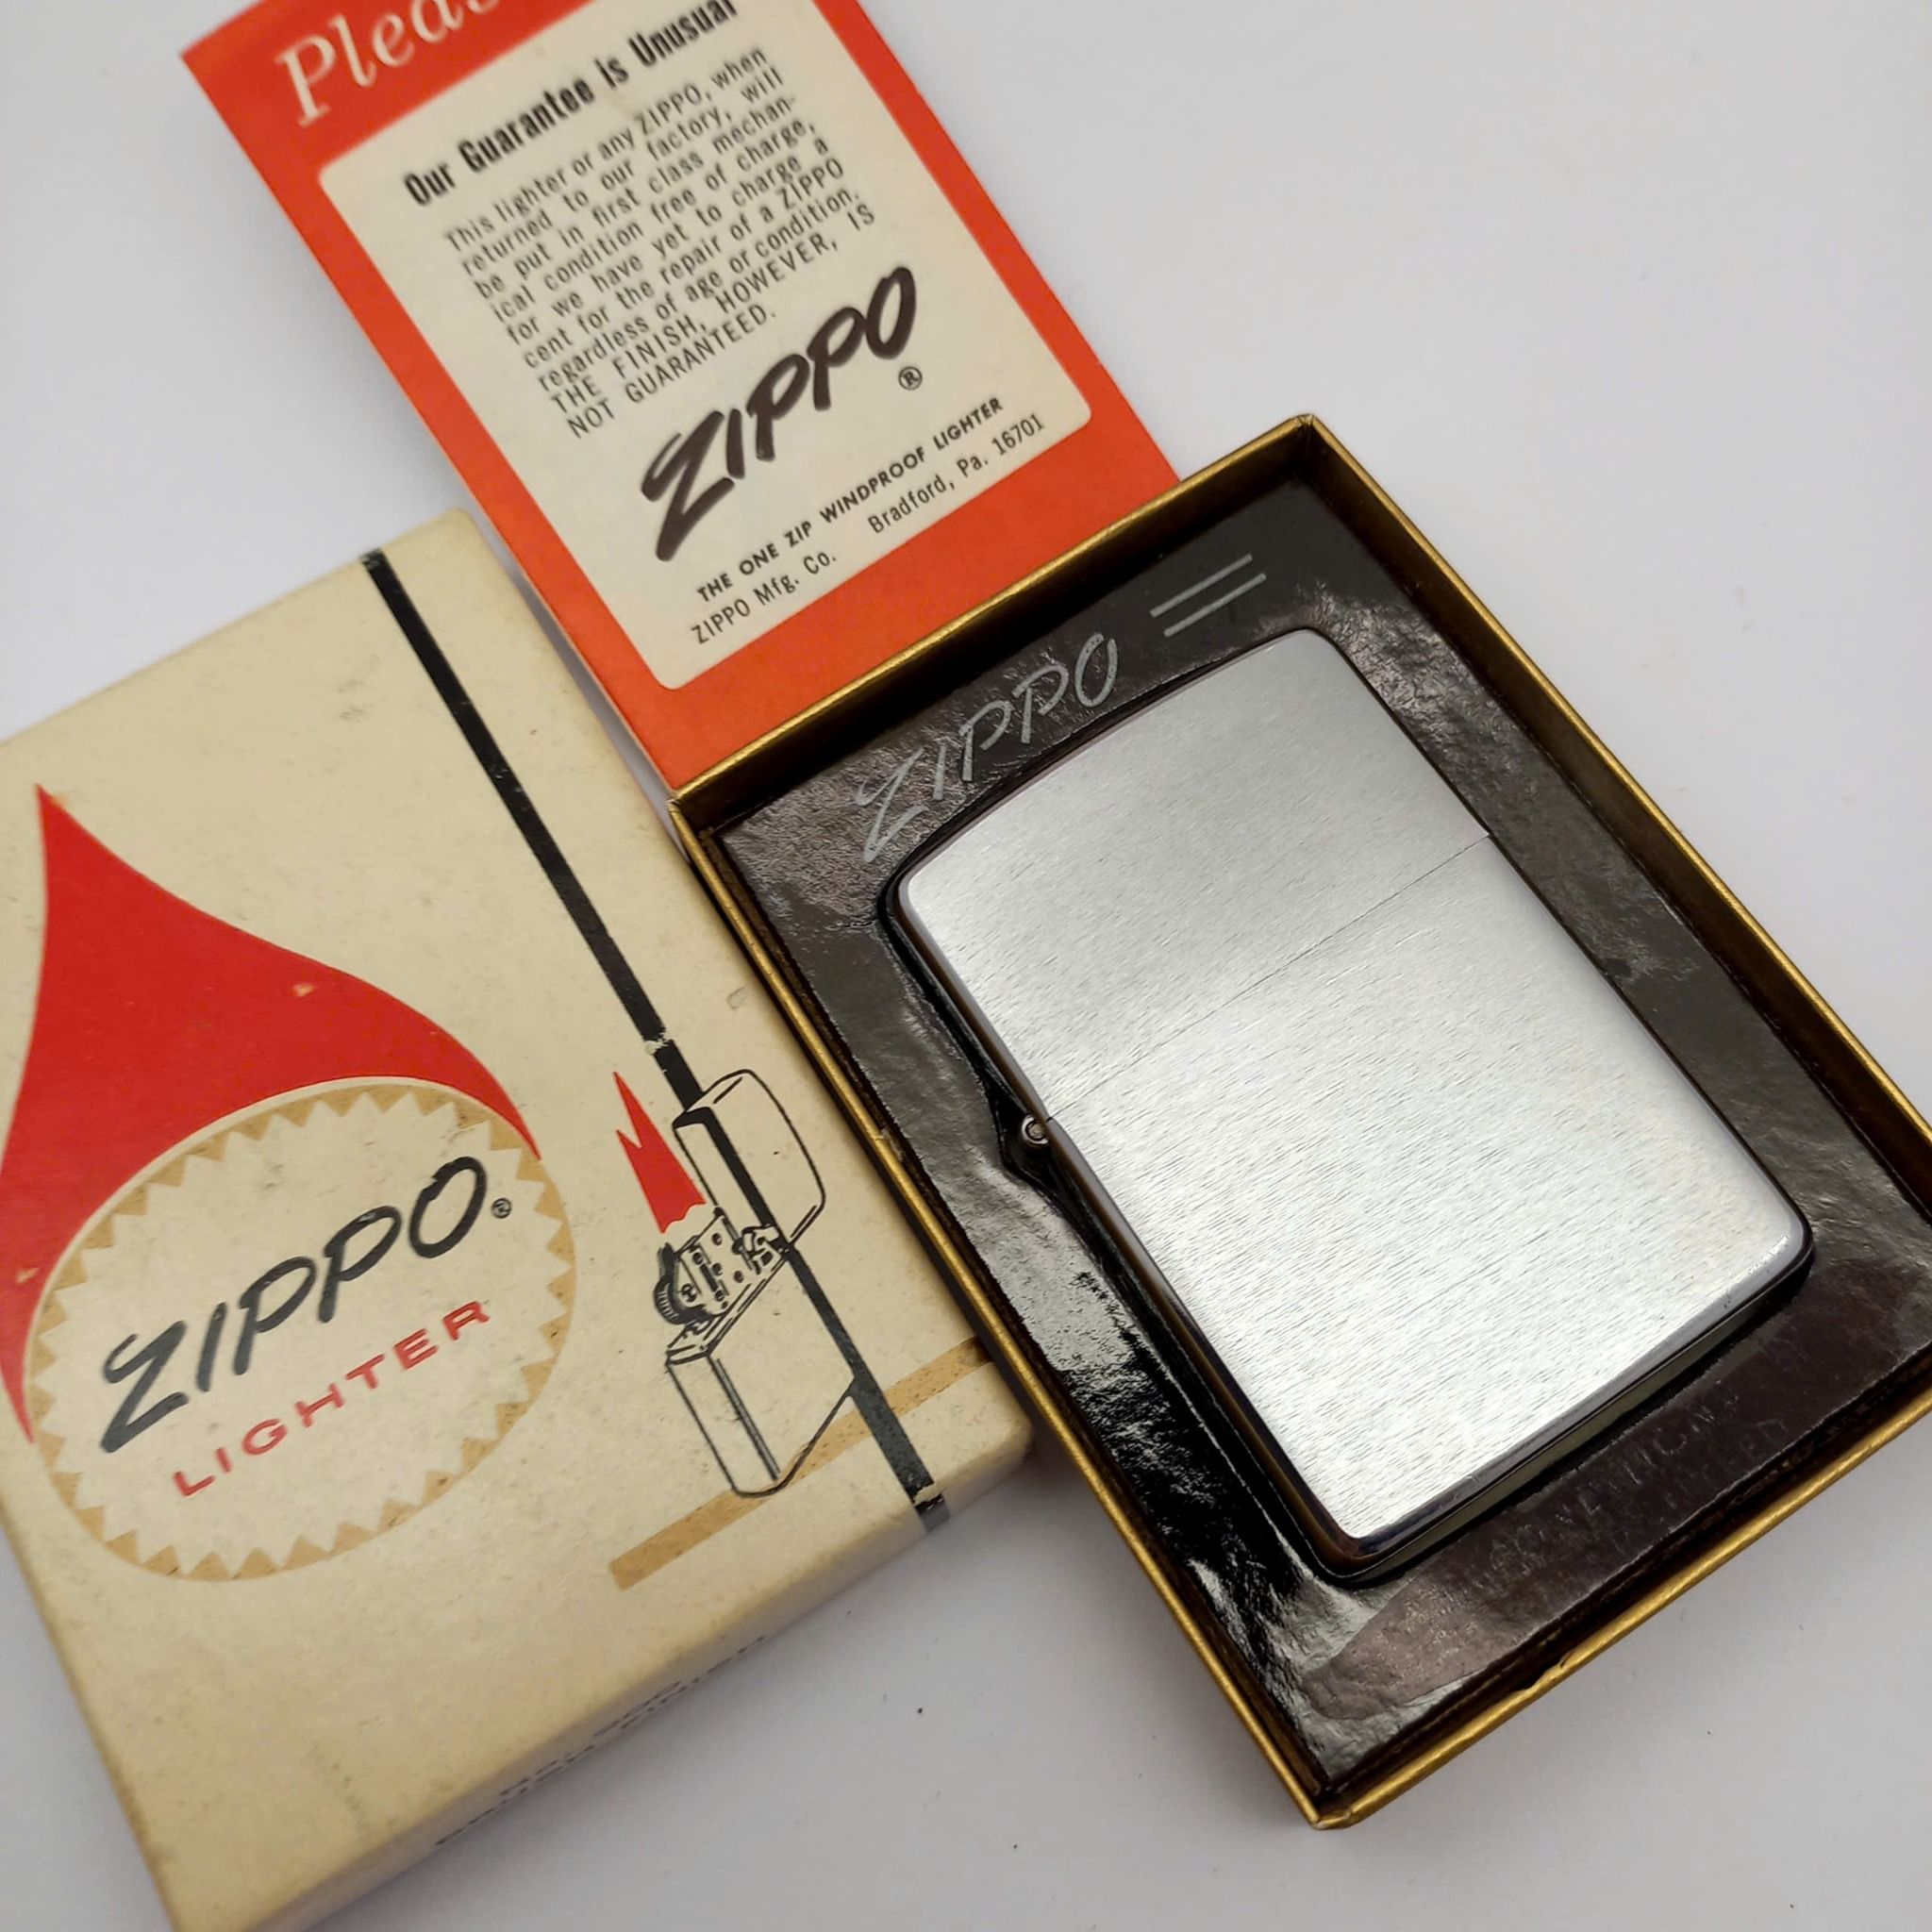 Our Guarantee is Unusual
This lighter or any ZIPPO, when
returned to our factory, will
be put in first class mechan-
ical condition free of charge,
for we have yet to charge a
cent for the repair of a ZIPPO
regardless of age or condition.
THE FINISH, HOWEVER, IS
NOT GUARANTEED.
ZIPPO®
THE ONE ZIP WINDPROOF LIGHTER
ZIPPO Mfg. Co. Bradford, Pa. 16701
ZIPPO
ZIPPO®
LIGHTER